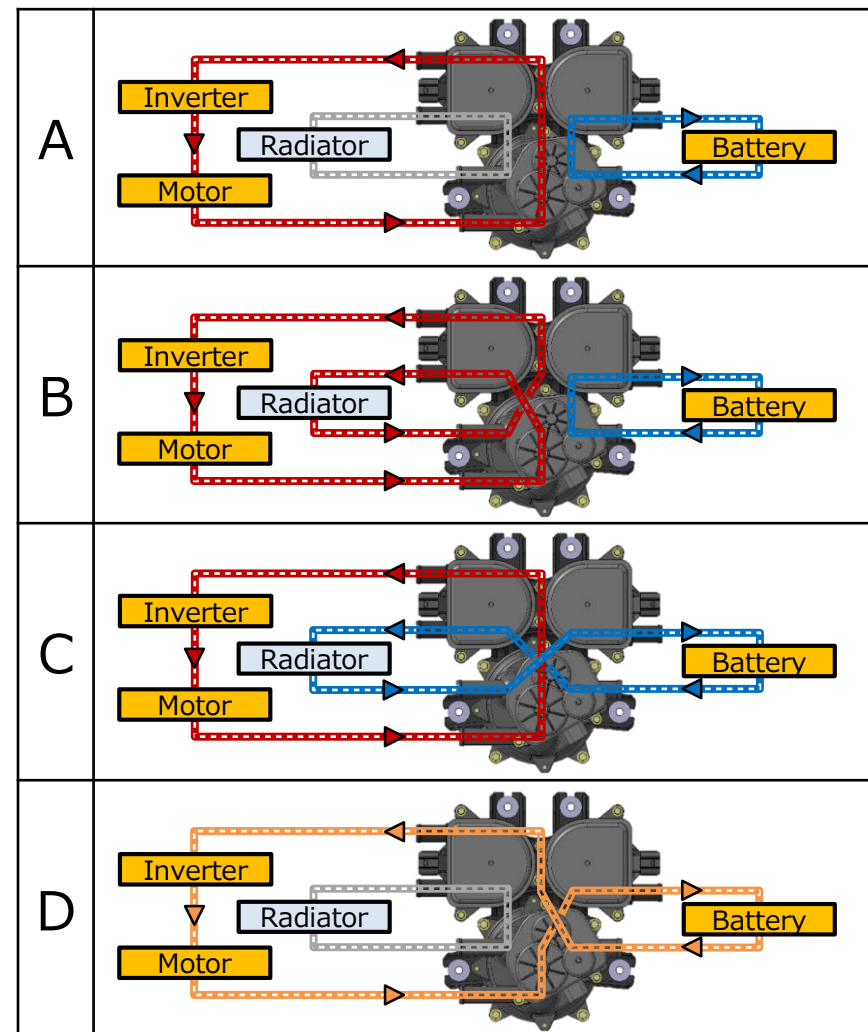 A
Inverter
Radiator
Motor
Battery
B
Inverter
Radiator
Motor
Battery
C
Inverter
Radiator
Motor
Battery
D
Inverter
Radiator
Motor
Battery